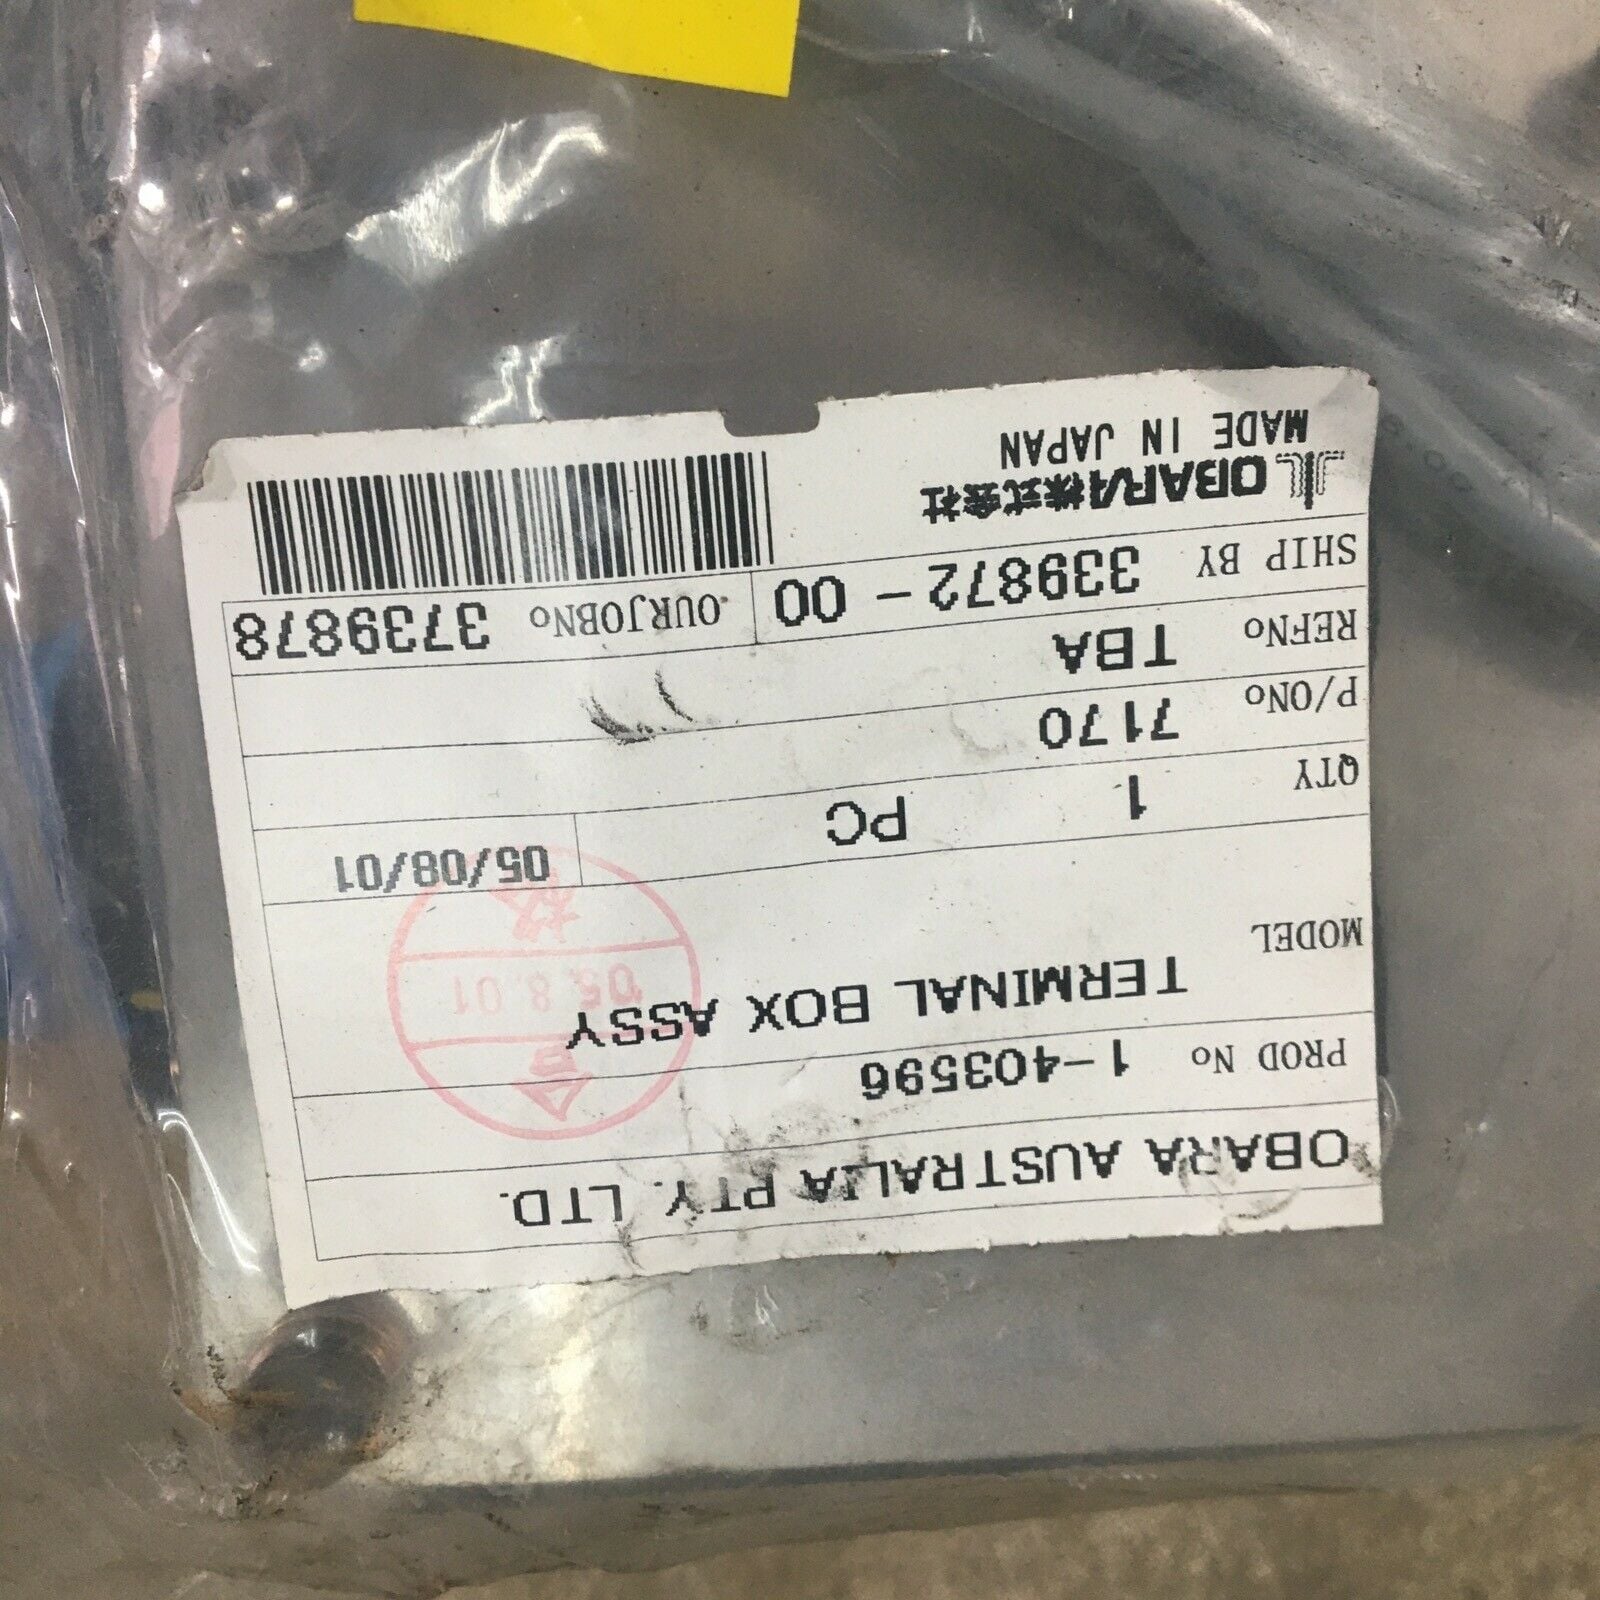 OBARA AUSTRALIA PTY. LTD.
PROD No 1-403596
MODEL
TERMINAL BOX ASSY
合
'05.8.01
格
05/08/01
QTY 1 PC
P/ONo 7170
REFNo TBA
SHIP BY 339872-00 OURJOBNo 3739878
OBARA株式会社
MADE IN JAPAN